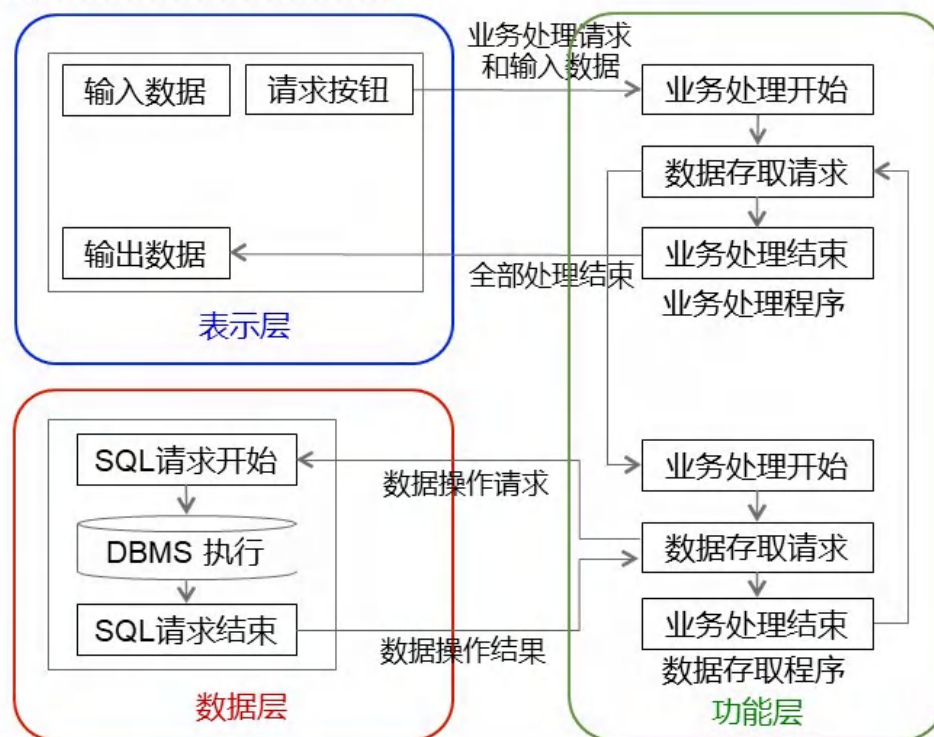 业务处理请求
和输入数据
输入数据
请求按钮
业务处理开始
数据存取请求
输出数据
全部处理结束
业务处理结束
业务处理程序
表示层
SQL请求开始
数据操作请求
业务处理开始
DBMS 执行
数据存取请求
SQL请求结束
数据操作结果
业务处理结束
数据存取程序
数据层
功能层